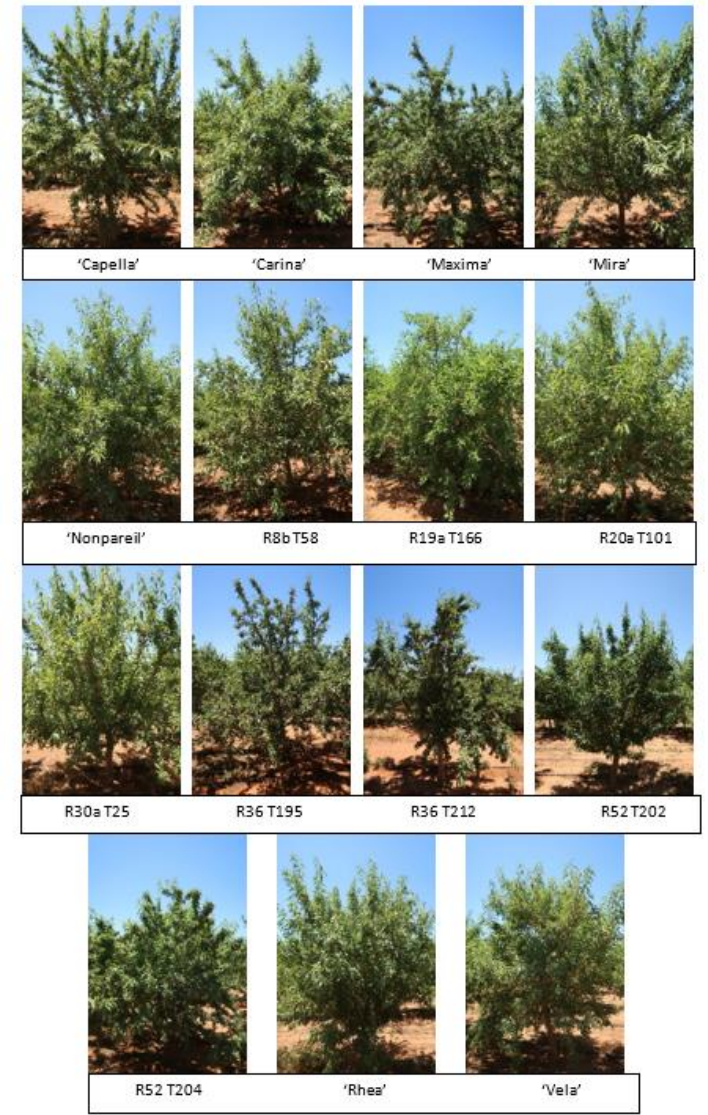 ‘Capella’ ‘Carina’ ‘Maxima’ ‘Mira’
‘Nonpareil’ R8b T58 R19a T166 R20a T101
R30a T25 R36 T195 R36 T212 R52 T202
R52 T204 ‘Rhea’ ‘Vela’